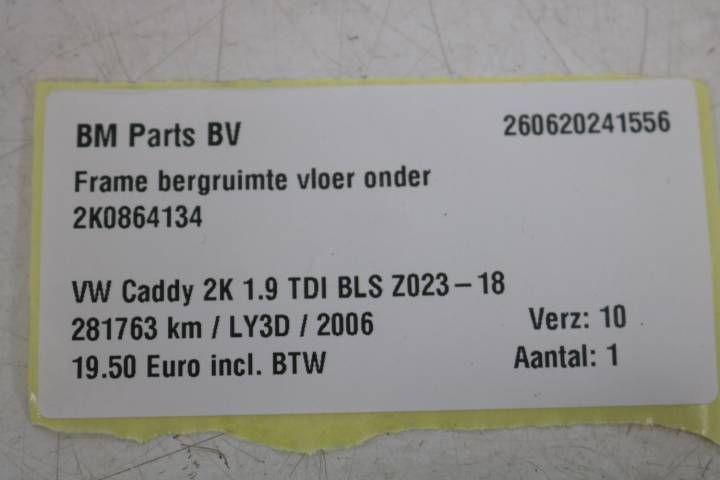 BM Parts BV 260620241556
Frame bergruimte vloer onder
2K0864134
VW Caddy 2K 1.9 TDI BLS Z023-18
281763 km / LY3D / 2006 Verz: 10
19.50 Euro incl. BTW Aantal: 1